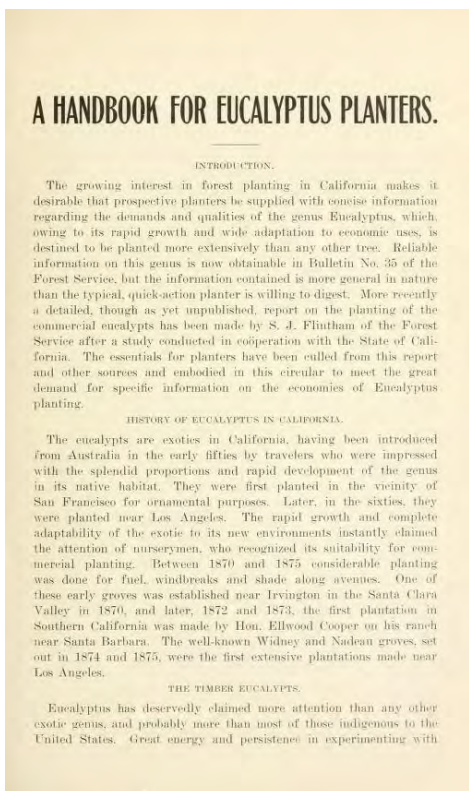 A HANDBOOK FOR EUCALYPTUS PLANTERS.
INTRODUCTION.
The growing interest in forest planting in California makes it
desirable that prospective planters be supplied with concise information
regarding the demands and qualities of the genus Eucalyptus, which,
owing to its rapid growth and wide adaptation to economic uses, is
destined to be planted more extensively than any other tree. Reliable
information on this genus is now obtainable in Bulletin No. 35 of the
Forest Service, but the information contained is more general in nature
than the typical, quick-action planter is willing to digest. More recently
a detailed, though as yet unpublished, report on the planting of the
commercial eucalypts has been made by S. J. Flintham of the Forest
Service after a study conducted in coöperation with the State of Cali-
fornia. The essentials for planters have been culled from this report
and other sources and embodied in this circular to meet the great
demand for specific information on the economics of Eucalyptus
planting.
HISTORY OF EUCALYPTUS IN CALIFORNIA.
The eucalypts are exotics in California, having been introduced
from Australia in the early fifties by travelers who were impressed
with the splendid proportions and rapid development of the genus
in its native habitat. They were first planted in the vicinity of
San Francisco for ornamental purposes. Later, in the sixties, they
were planted near Los Angeles. The rapid growth and complete
adaptability of the exotic to its new environments instantly claimed
the attention of nurserymen, who recognized its suitability for com-
mercial planting. Between 1870 and 1875 considerable planting
was done for fuel, windbreaks and shade along avenues. One of
these early groves was established near Irvington in the Santa Clara
Valley in 1870, and later, 1872 and 1873, the first plantation in
Southern California was made by Hon. Ellwood Cooper on his ranch
near Santa Barbara. The well-known Widney and Nadeau groves, set
out in 1874 and 1875, were the first extensive plantations made near
Los Angeles.
THE TIMBER EUCALYPTS.
Eucalyptus has deservedly claimed more attention than any other
exotic genus, and probably more than most of those indigenous to the
United States. Great energy and persistence in experimenting with